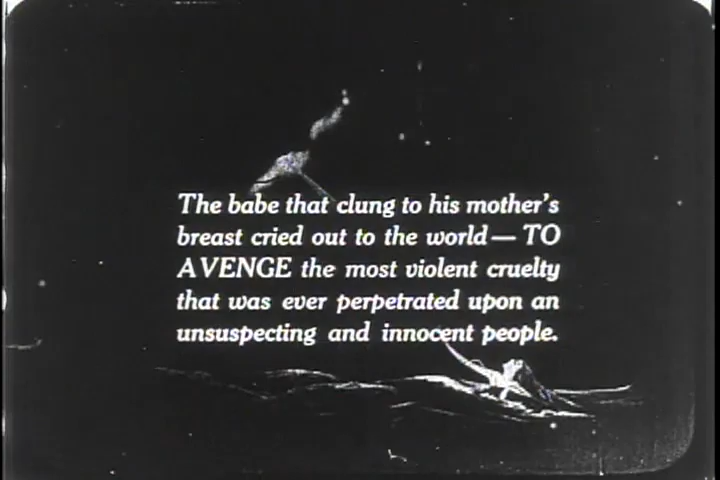 The babe that clung to his mother's
breast cried out to the world — TO
AVENGE the most violent cruelty
that was ever perpetrated upon an
unsuspecting and innocent people.